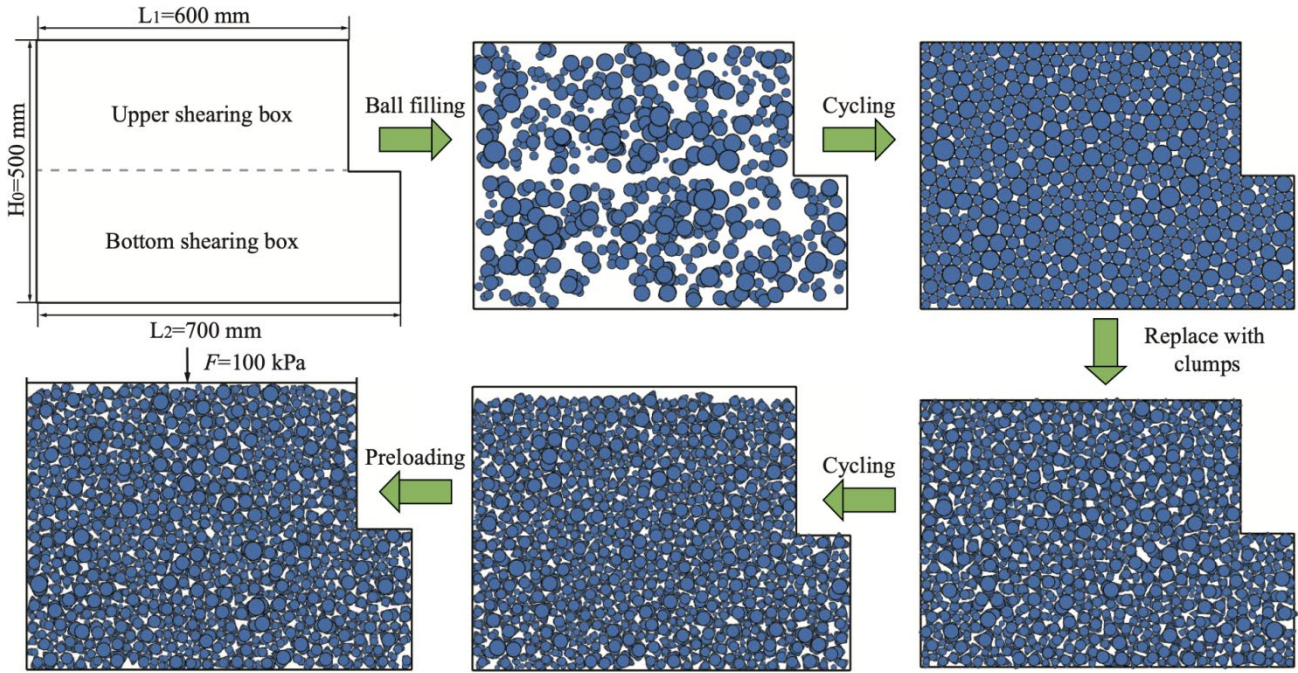 L1=600 mm
H0=500 mm
Upper shearing box
Bottom shearing box
L2=700 mm
Ball filling
Cycling
Replace with
clumps
Cycling
Preloading
F=100 kPa